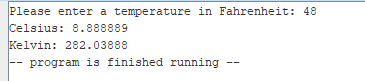 Please enter a temperature in Fahrenheit: 48
Celsius: 8.888889
Kelvin: 282.03888
-- program is finished running --